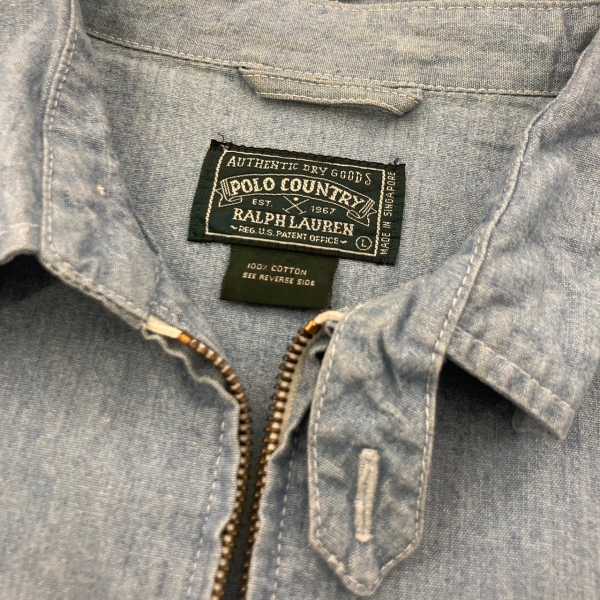 AUTHENTIC DRY GOODS
POLO COUNTRY
EST. 1967
RALPH LAUREN
~REG. U.S. PATENT OFFICE~
L
MADE IN SINGAPORE
100% COTTON
SEE REVERSE SIDE